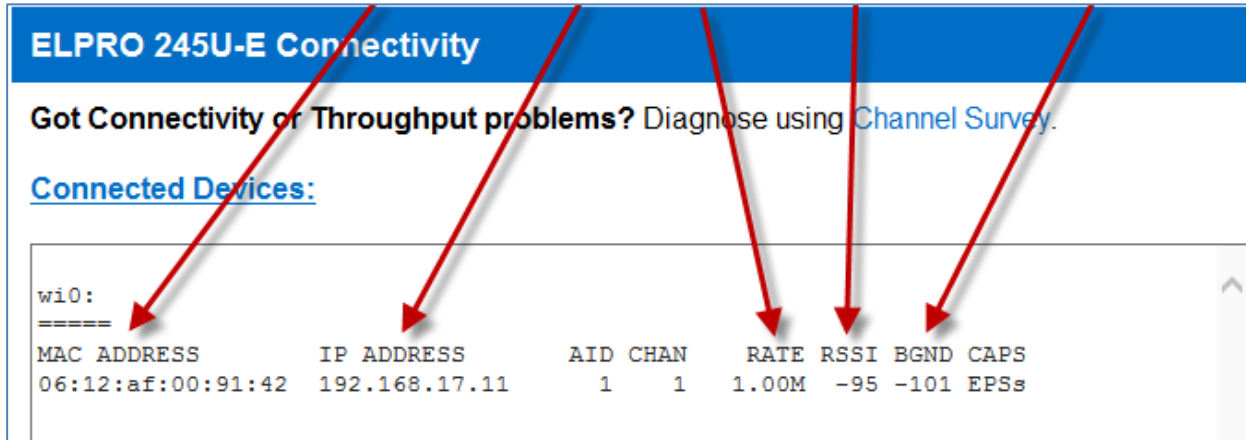 ELPRO 245U-E Connectivity
Got Connectivity or Throughput problems? Diagnose using Channel Survey.
Connected Devices:
wi0:
=====
MAC ADDRESS IP ADDRESS AID CHAN RATE RSSI BGND CAPS
06:12:af:00:91:42 192.168.17.11 1 1 1.00M -95 -101 EPSs